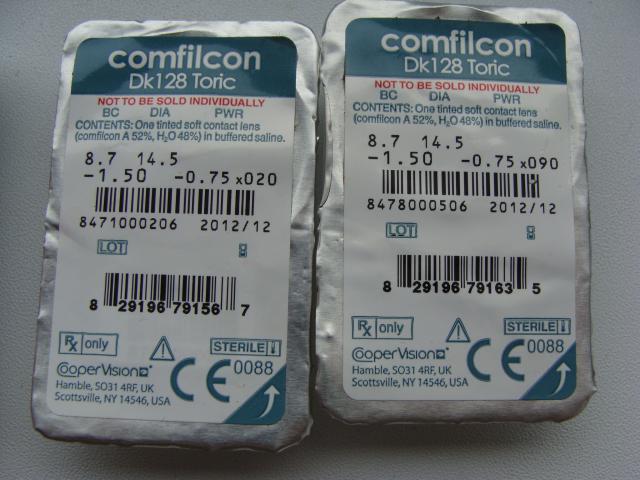 comfilcon
Dk128 Toric
NOT TO BE SOLD INDIVIDUALLY
BC DIA PWR
CONTENTS: One tinted soft contact lens
(comfilcon A 52%, H₂O 48%) in buffered saline.
8.7 14.5
-1.50 -0.75 x020
8471000206 2012/12
LOT
8 29196 79156 7
Rx only
STERILE
CooperVision
CE 0088
Hamble, SO31 4RF, UK
Scottsville, NY 14546, USA
comfilcon
Dk128 Toric
NOT TO BE SOLD INDIVIDUALLY
BC DIA PWR
CONTENTS: One tinted soft contact lens
(comfilcon A 52%, H₂O 48%) in buffered saline.
8.7 14.5
-1.50 -0.75 x090
8478000506 2012/12
LOT
8 29196 79163 5
Rx only
STERILE
CooperVision
CE 0088
Hamble, SO31 4RF, UK
Scottsville, NY 14546, USA